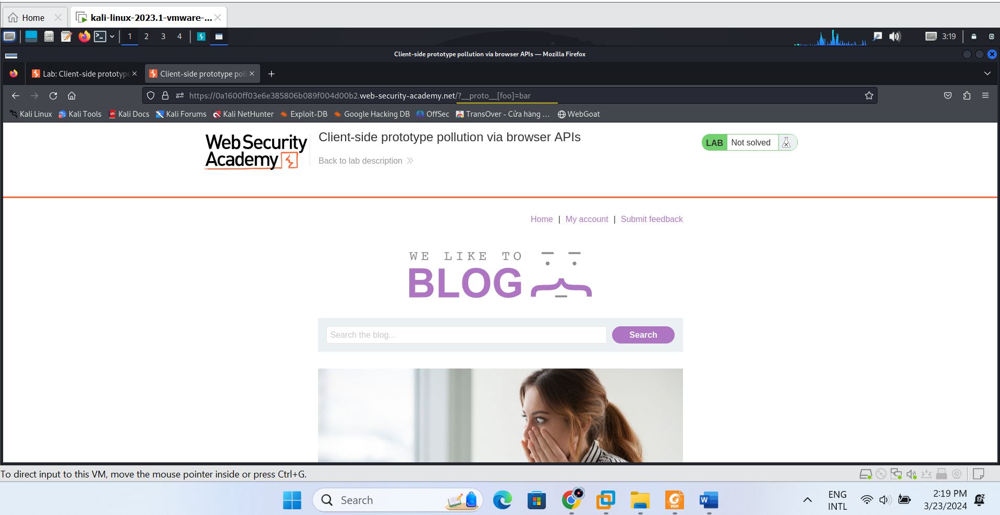 Home
kali-linux-2023.1-vmware-...
1 2 3 4
3:19
Client-side prototype pollution via browser APIs — Mozilla Firefox
Lab: Client-side prototype
Client-side prototype poll
https://0a1600ff03e6e385806b089f004d00b2.web-security-academy.net/?__proto__[foo]=bar
Kali Linux Kali Tools Kali Docs Kali Forums Kali NetHunter Exploit-DB Google Hacking DB OffSec TransOver - Cửa hàng ... WebGoat
Web Security
Academy
Client-side prototype pollution via browser APIs
Back to lab description
LAB Not solved
Home | My account | Submit feedback
WE LIKE TO
BLOG
Search the blog...
Search
To direct input to this VM, move the mouse pointer inside or press Ctrl+G.
Search
PDF
W
ENG
INTL
2:19 PM
3/23/2024